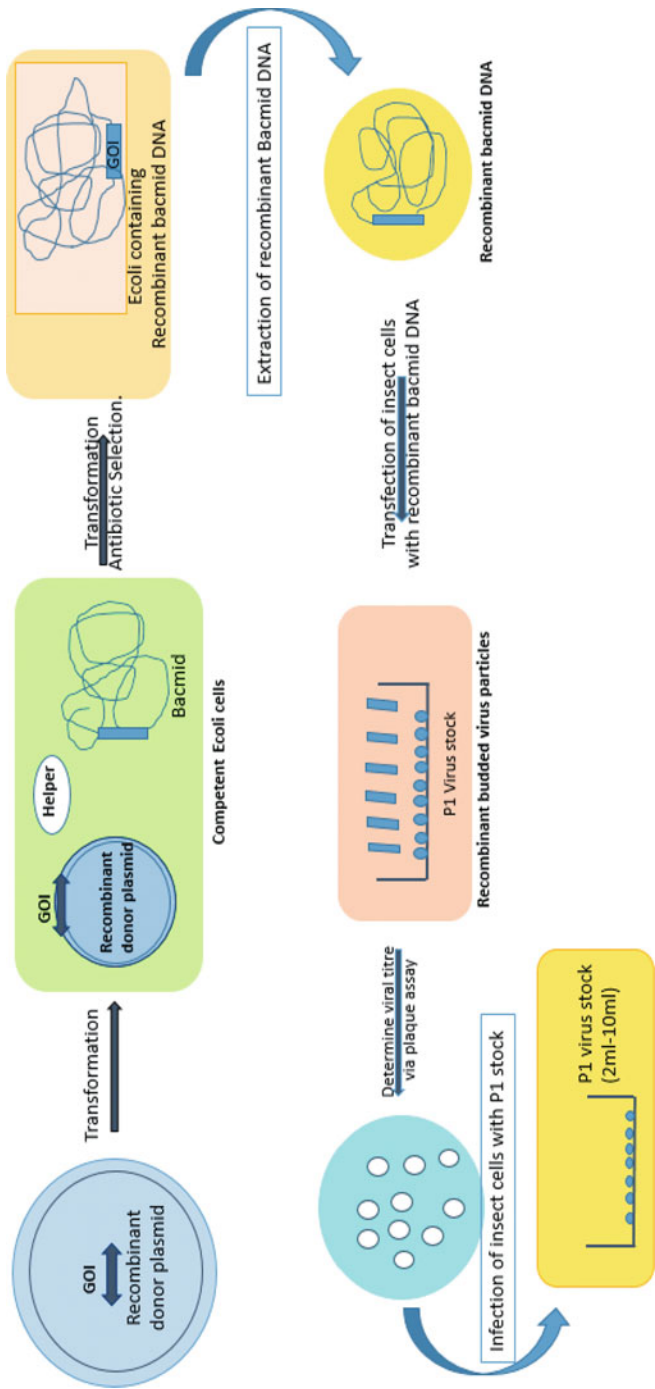 GOI
Recombinant
donor plasmid
Transformation
GOI
Recombinant
donor plasmid
Helper
Bacmid
Competent Ecoli cells
Transformation
Antibiotic Selection.
GOI
Ecoli containing
Recombinant bacmid DNA
Extraction of recombinant Bacmid DNA
Recombinant bacmid DNA
Transfection of insect cells
with recombinant bacmid DNA
P1 Virus stock
Recombinant budded virus particles
Determine viral titre
via plaque assay
Infection of insect cells with P1 stock
P1 virus stock
(2ml-10ml)